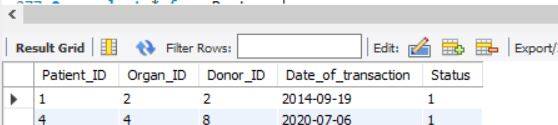 Result Grid Filter Rows: Edit: Export/
Patient_ID Organ_ID Donor_ID Date_of_transaction Status
1 2 2 2014-09-19 1
4 4 8 2020-07-06 1